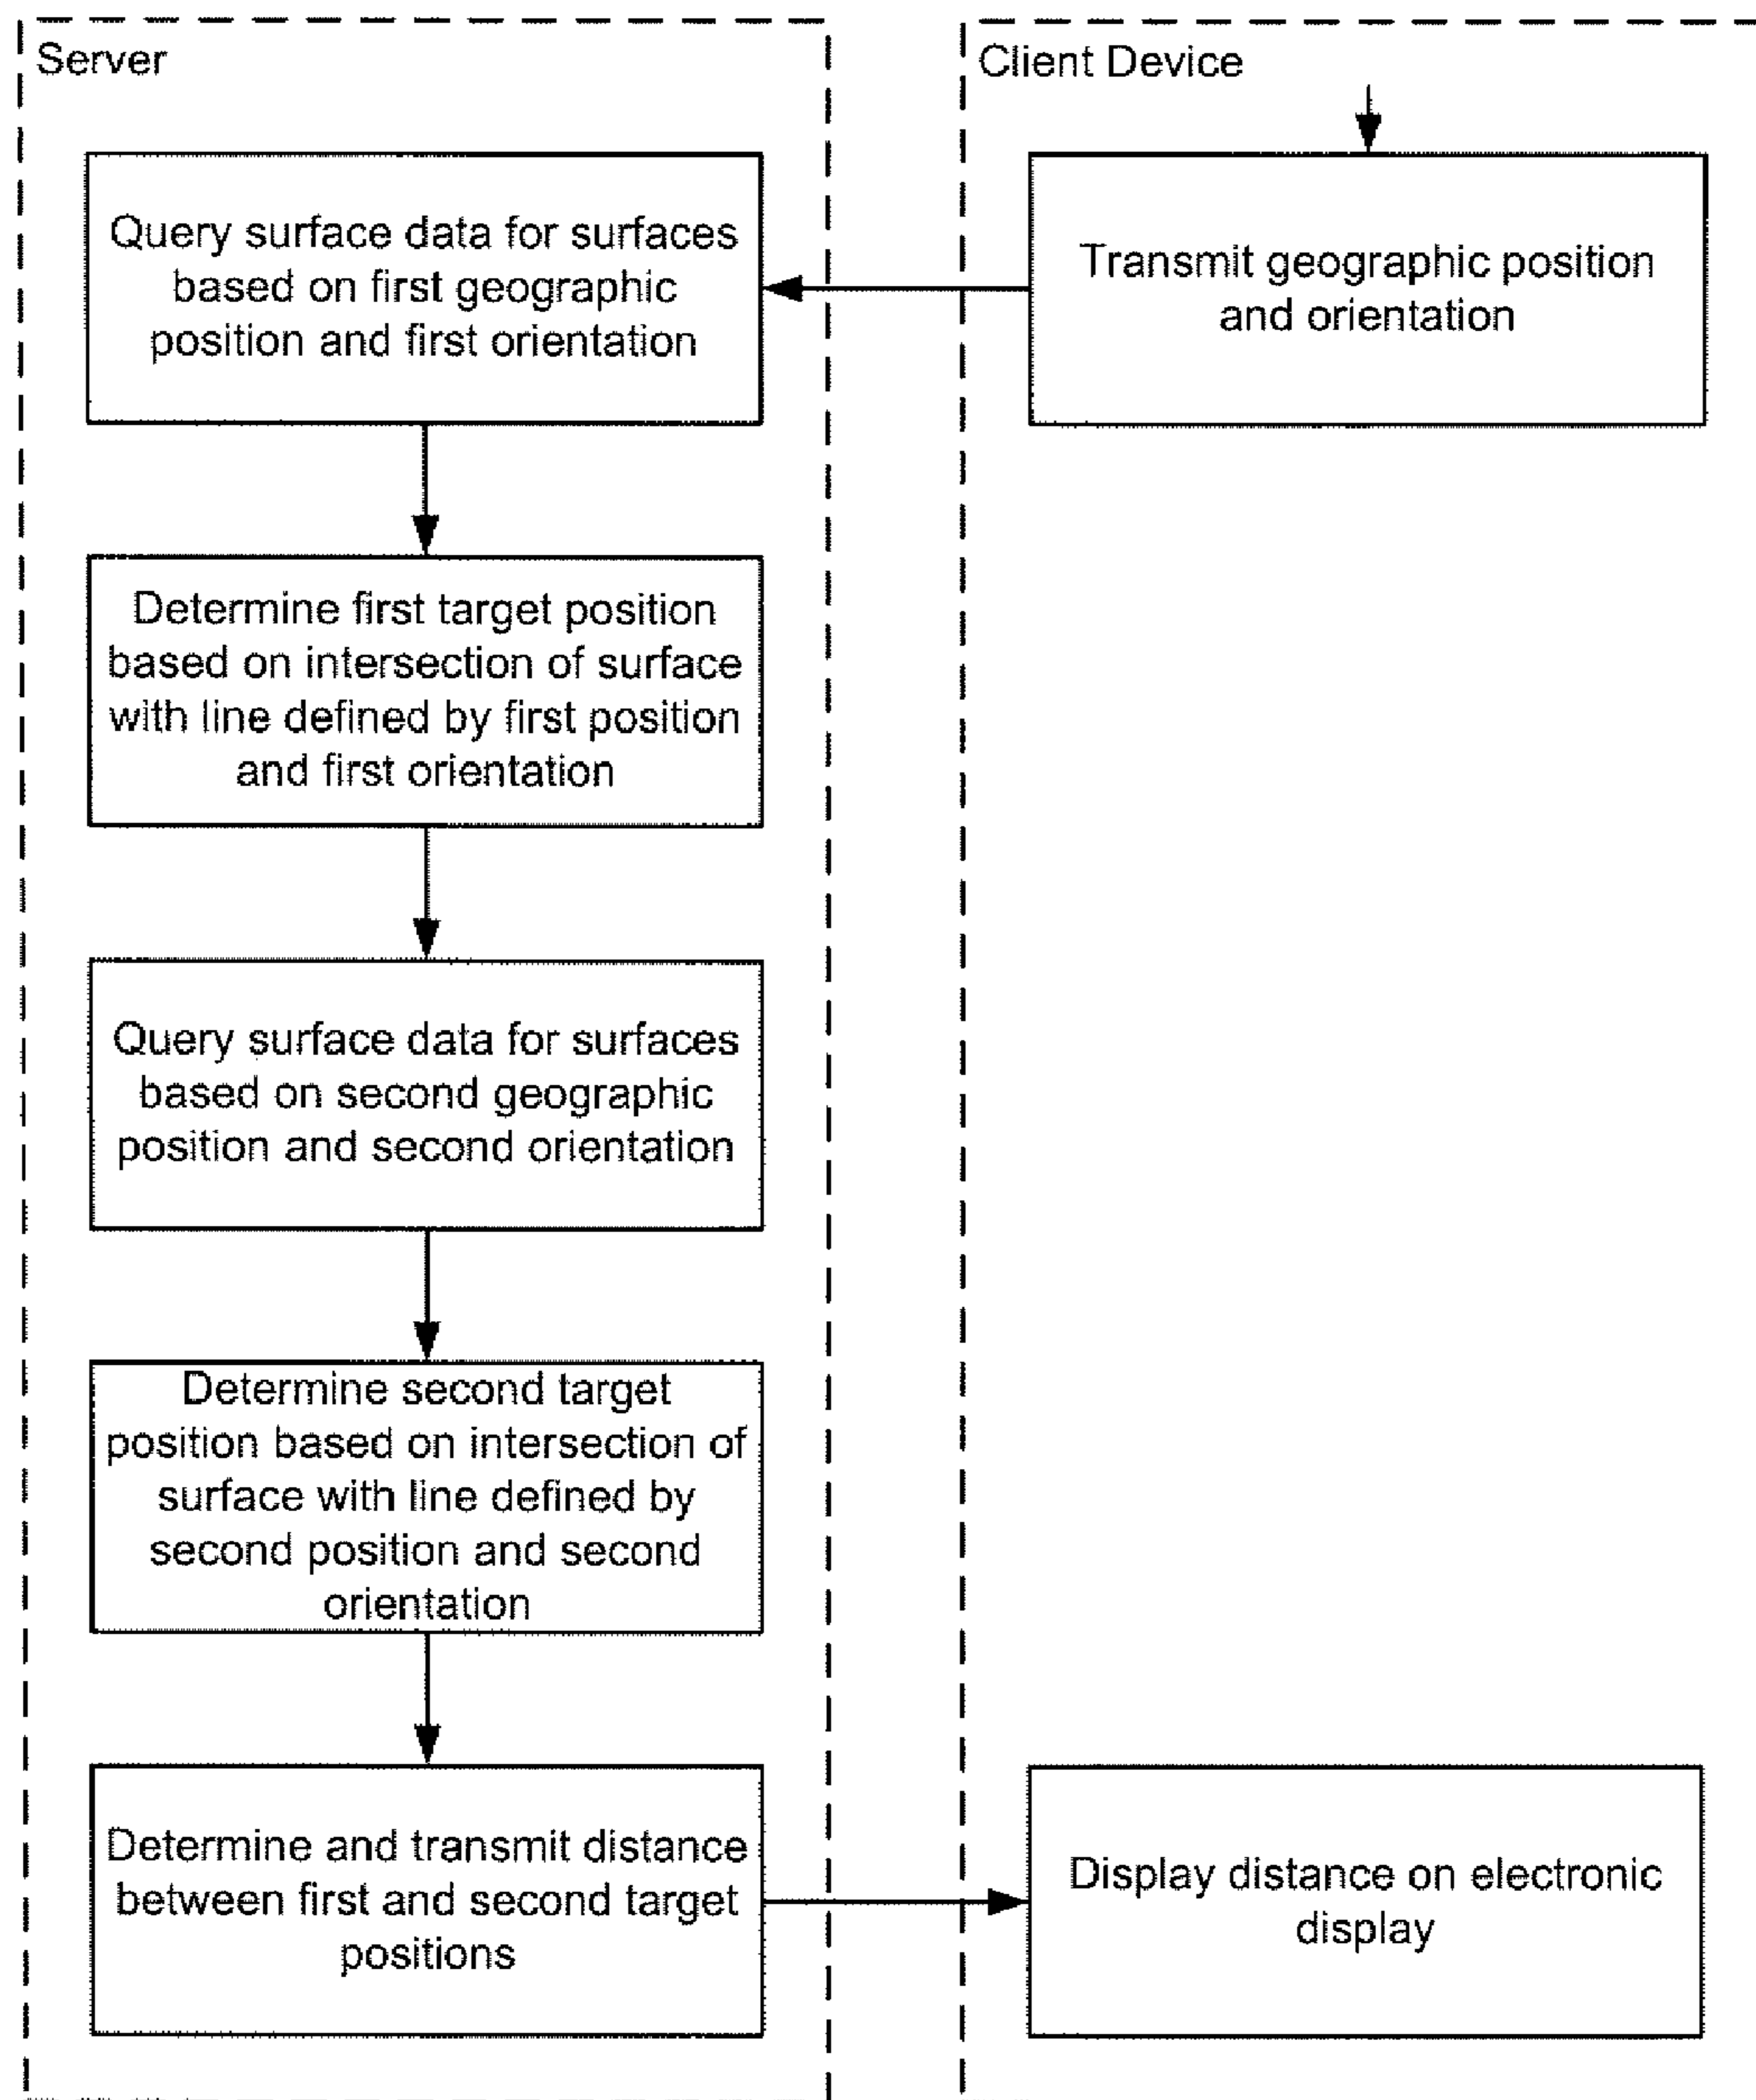 Server
Client Device
Query surface data for surfaces
based on first geographic
position and first orientation
Transmit geographic position
and orientation
Determine first target position
based on intersection of surface
with line defined by first position
and first orientation
Query surface data for surfaces
based on second geographic
position and second orientation
Determine second target
position based on intersection of
surface with line defined by
second position and second
orientation
Determine and transmit distance
between first and second target
positions
Display distance on electronic
display